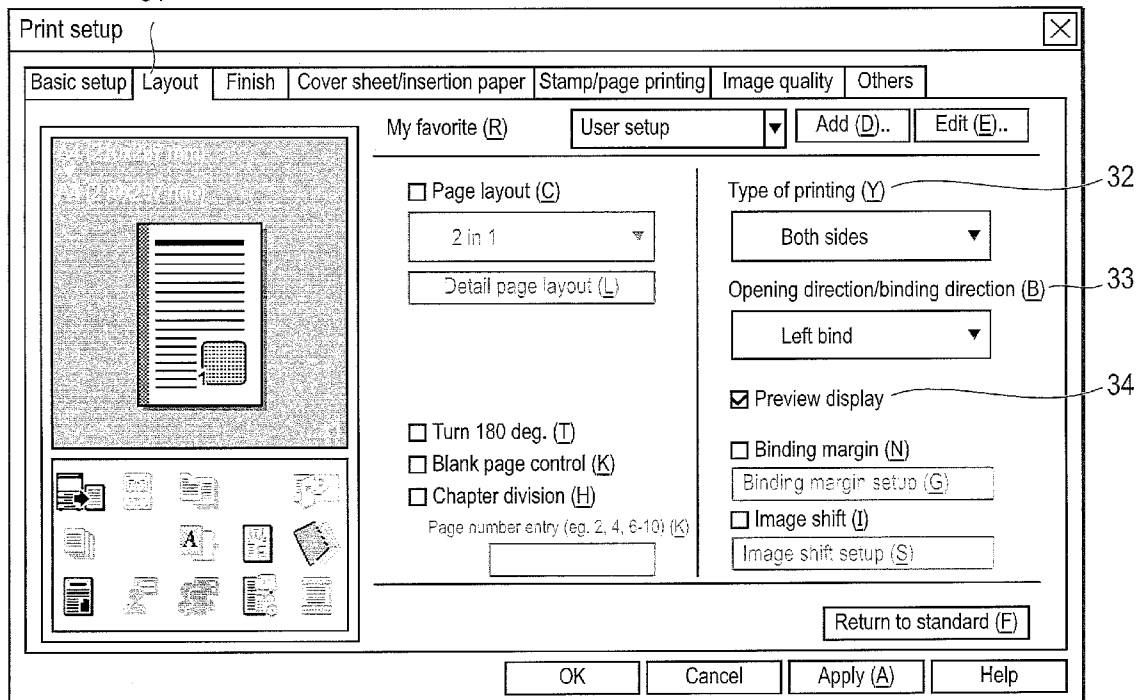 Print setup
Basic setup Layout Finish Cover sheet/insertion paper Stamp/page printing Image quality Others
My favorite (R) User setup Add (D).. Edit (E)..
Page layout (C)
2 in 1
Detail page layout (L)
Turn 180 deg. (T)
Blank page control (K)
Chapter division (H)
Page number entry (eg. 2, 4, 6-10) (K)
Type of printing (Y) 32
Both sides
Opening direction/binding direction (B) 33
Left bind
Preview display 34
Binding margin (N)
Binding margin setup (G)
Image shift (I)
Image shift setup (S)
1
A
Return to standard (F)
OK Cancel Apply (A) Help